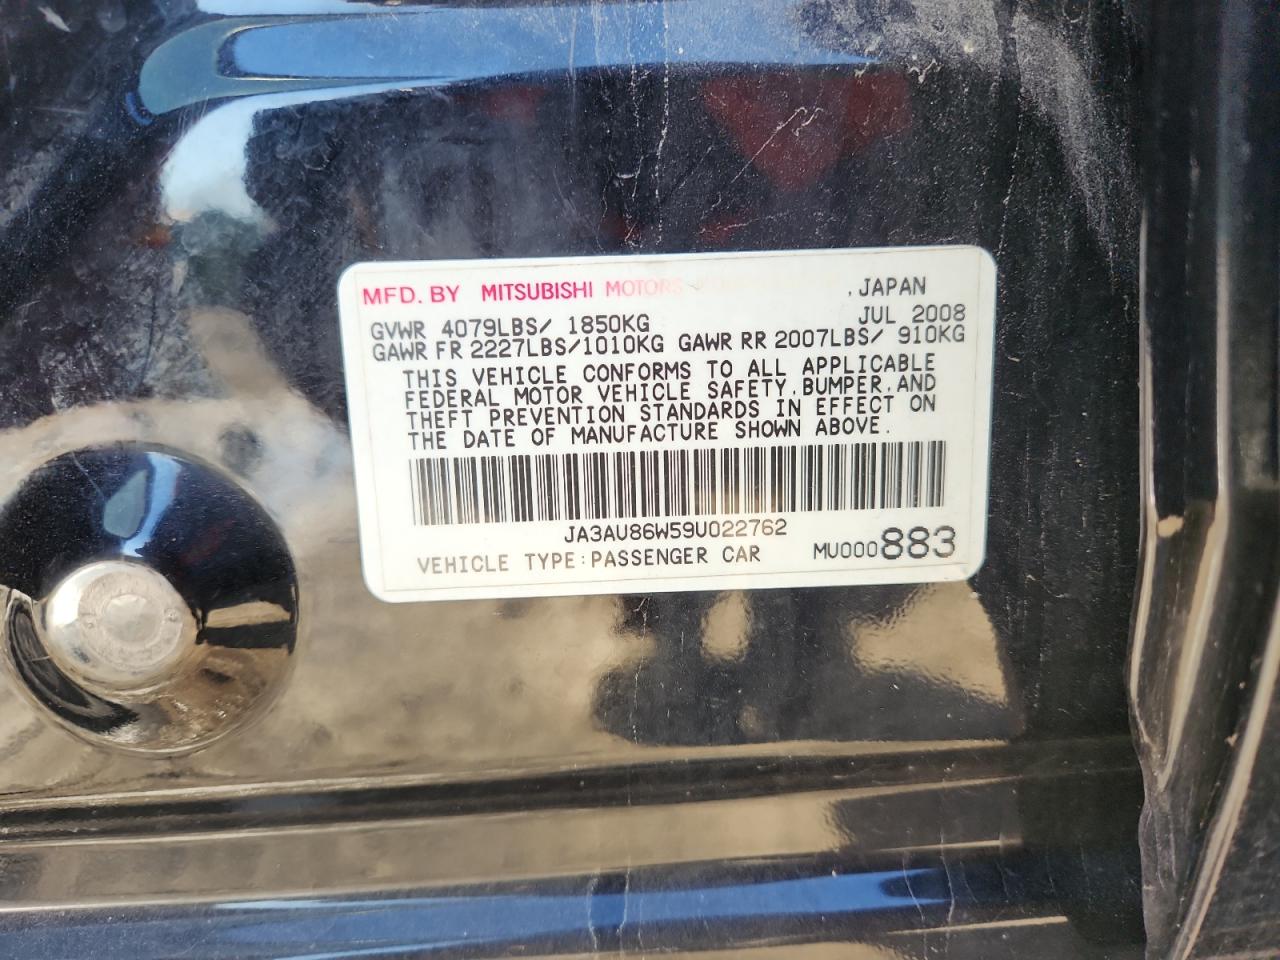 MFD. BY MITSUBISHI MOTORS , JAPAN
GVWR 4079LBS/ 1850KG JUL 2008
GAWR FR 2227LBS/1010KG GAWR RR 2007LBS/ 910KG
THIS VEHICLE CONFORMS TO ALL APPLICABLE
FEDERAL MOTOR VEHICLE SAFETY,BUMPER,AND
THEFT PREVENTION STANDARDS IN EFFECT ON
THE DATE OF MANUFACTURE SHOWN ABOVE.
JA3AU86W59U022762
VEHICLE TYPE:PASSENGER CAR MU000883